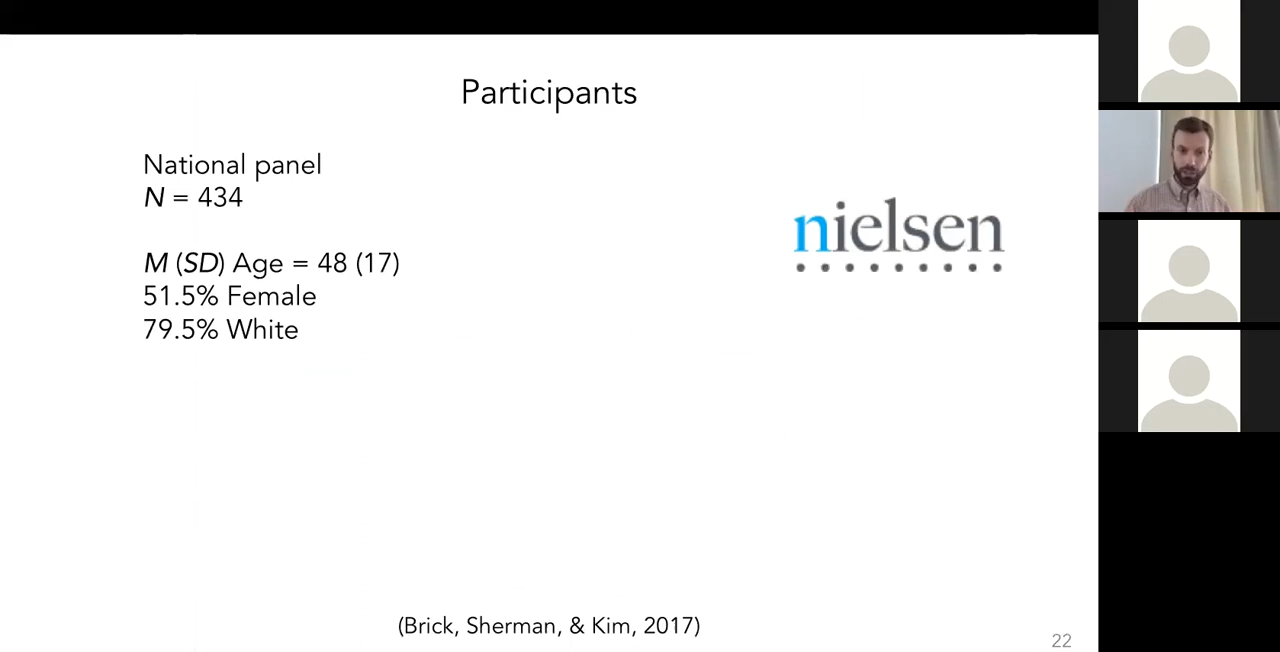 Participants
National panel
N = 434
M (SD) Age = 48 (17)
51.5% Female
79.5% White
nielsen
(Brick, Sherman, & Kim, 2017)
22